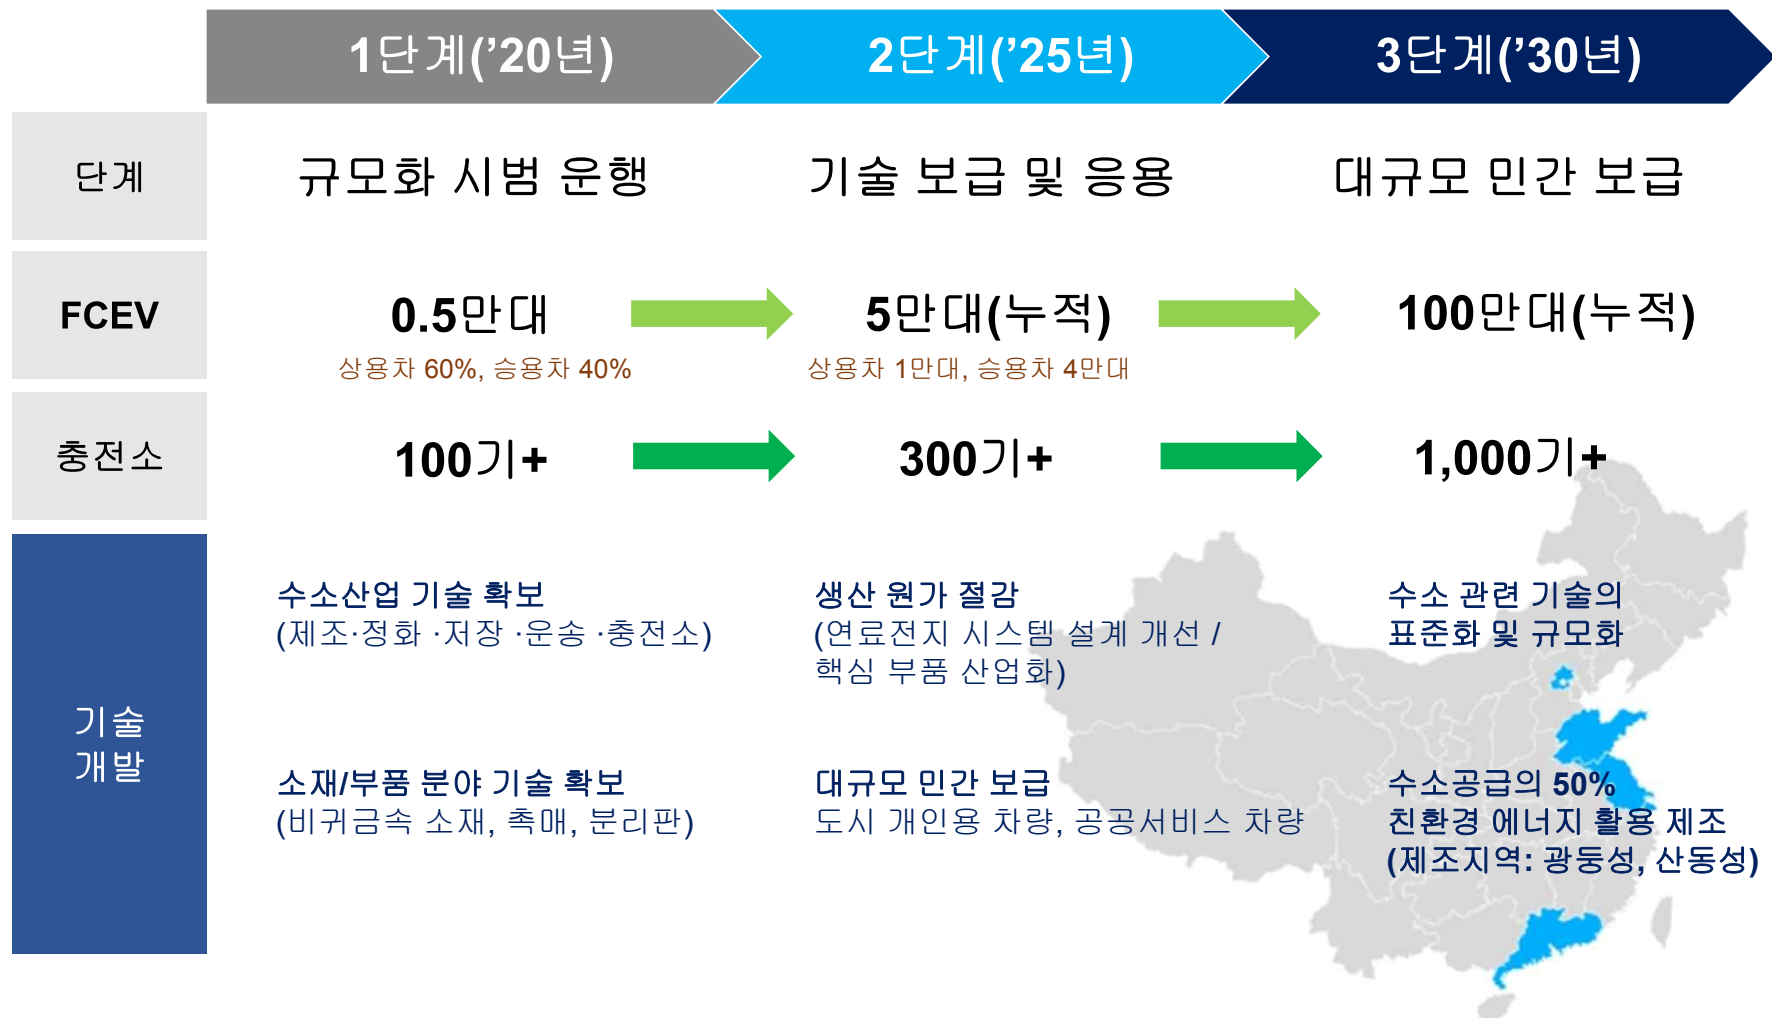 1단계(’20년)
2단계(’25년)
3단계(’30년)
단계
규모화 시범 운행
기술 보급 및 응용
대규모 민간 보급
FCEV
0.5만대
5만대(누적)
100만대(누적)
상용차 60%, 승용차 40%
상용차 1만대, 승용차 4만대
충전소
100기+
300기+
1,000기+
기술
개발
수소산업 기술 확보
(제조·정화 ·저장 ·운송 ·충전소)
생산 원가 절감
(연료전지 시스템 설계 개선 /
핵심 부품 산업화)
수소 관련 기술의
표준화 및 규모화
소재/부품 분야 기술 확보
(비귀금속 소재, 촉매, 분리판)
대규모 민간 보급
도시 개인용 차량, 공공서비스 차량
수소공급의 50%
친환경 에너지 활용 제조
(제조지역: 광둥성, 산동성)